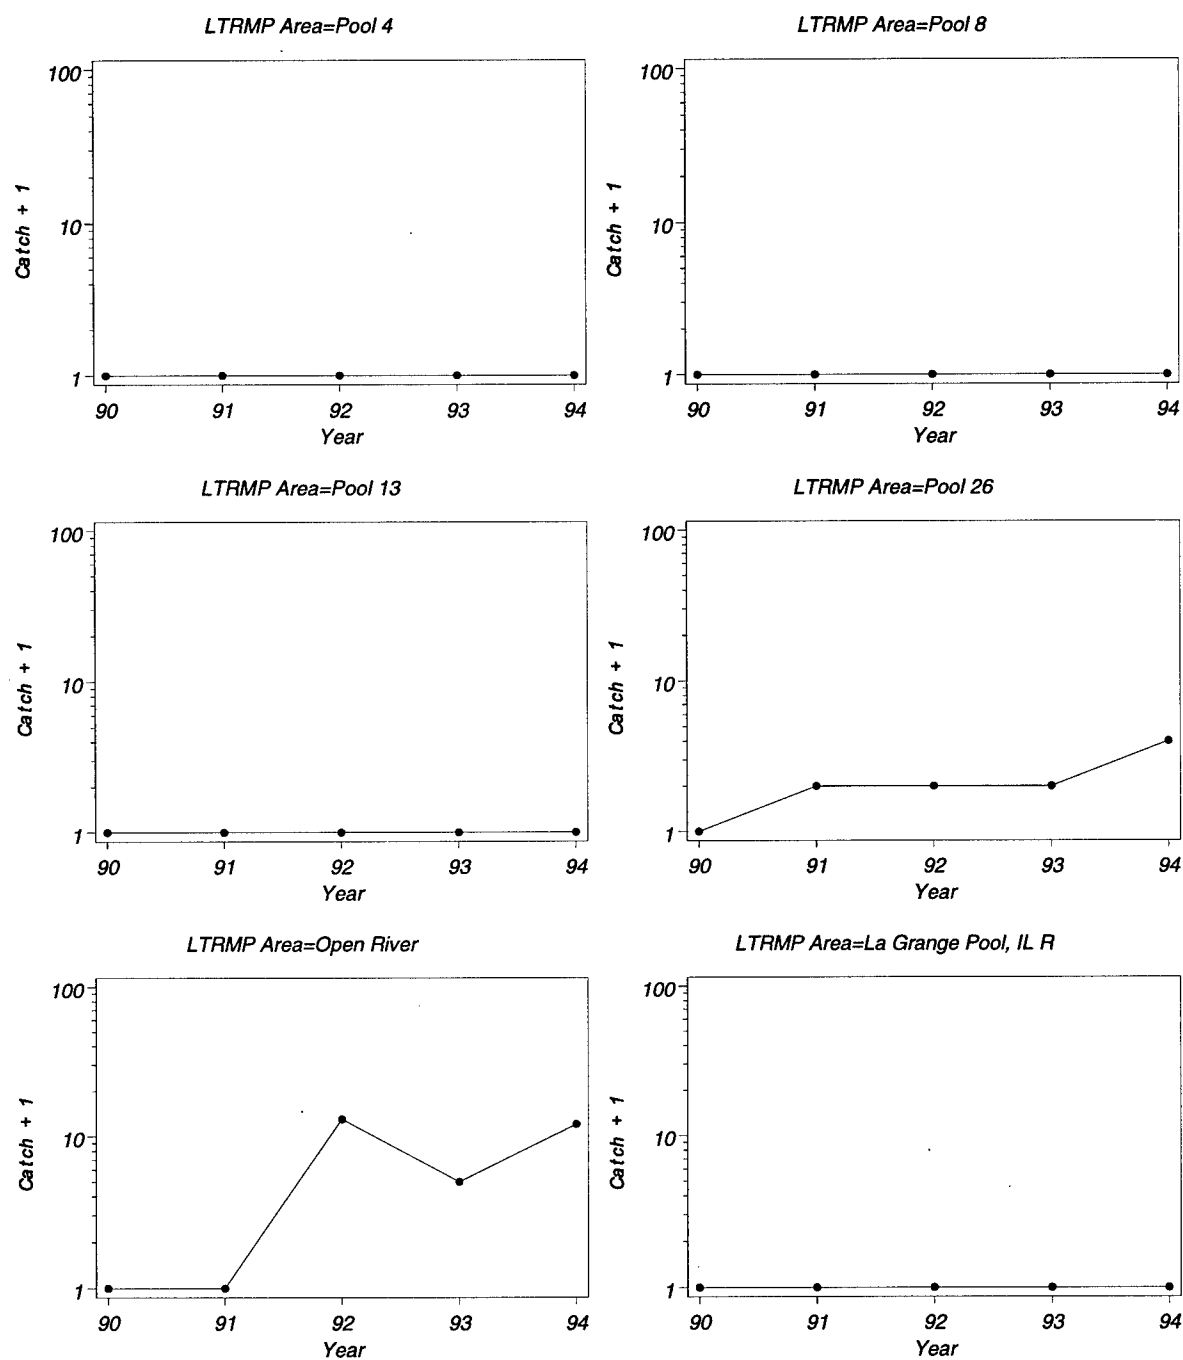 LTRMP Area=Pool 4
LTRMP Area=Pool 8
100
10
1
Catch + 1
90 91 92 93 94
Year
100
10
1
Catch + 1
90 91 92 93 94
Year
LTRMP Area=Pool 13
LTRMP Area=Pool 26
100
10
1
Catch + 1
90 91 92 93 94
Year
100
10
1
Catch + 1
90 91 92 93 94
Year
LTRMP Area=Open River
LTRMP Area=La Grange Pool, IL R
100
10
1
Catch + 1
90 91 92 93 94
Year
100
10
1
Catch + 1
90 91 92 93 94
Year